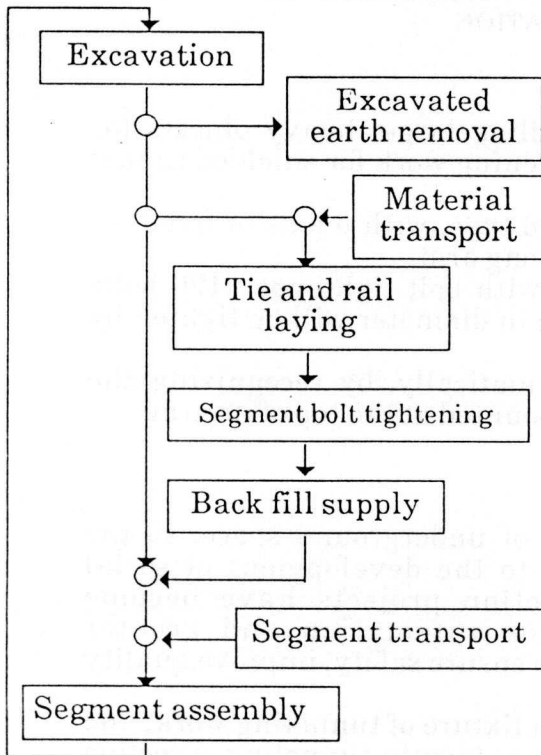 Excavation
Excavated
earth removal
Material
transport
Tie and rail
laying
Segment bolt tightening
Back fill supply
Segment transport
Segment assembly